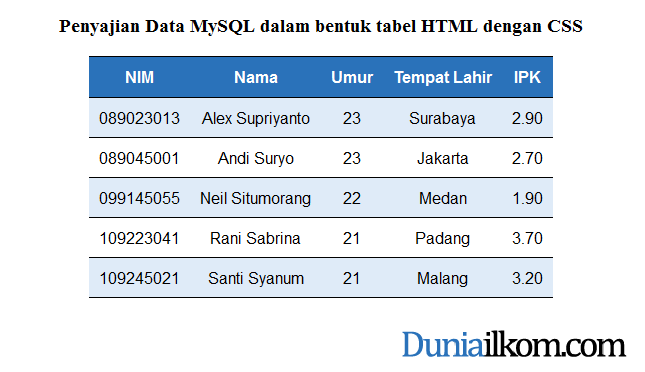 Penyajian Data MySQL dalam bentuk tabel HTML dengan CSS
NIM Nama Umur Tempat Lahir IPK
089023013 Alex Supriyanto 23 Surabaya 2.90
089045001 Andi Suryo 23 Jakarta 2.70
099145055 Neil Situmorang 22 Medan 1.90
109223041 Rani Sabrina 21 Padang 3.70
109245021 Santi Syanum 21 Malang 3.20
Duniailkom.com